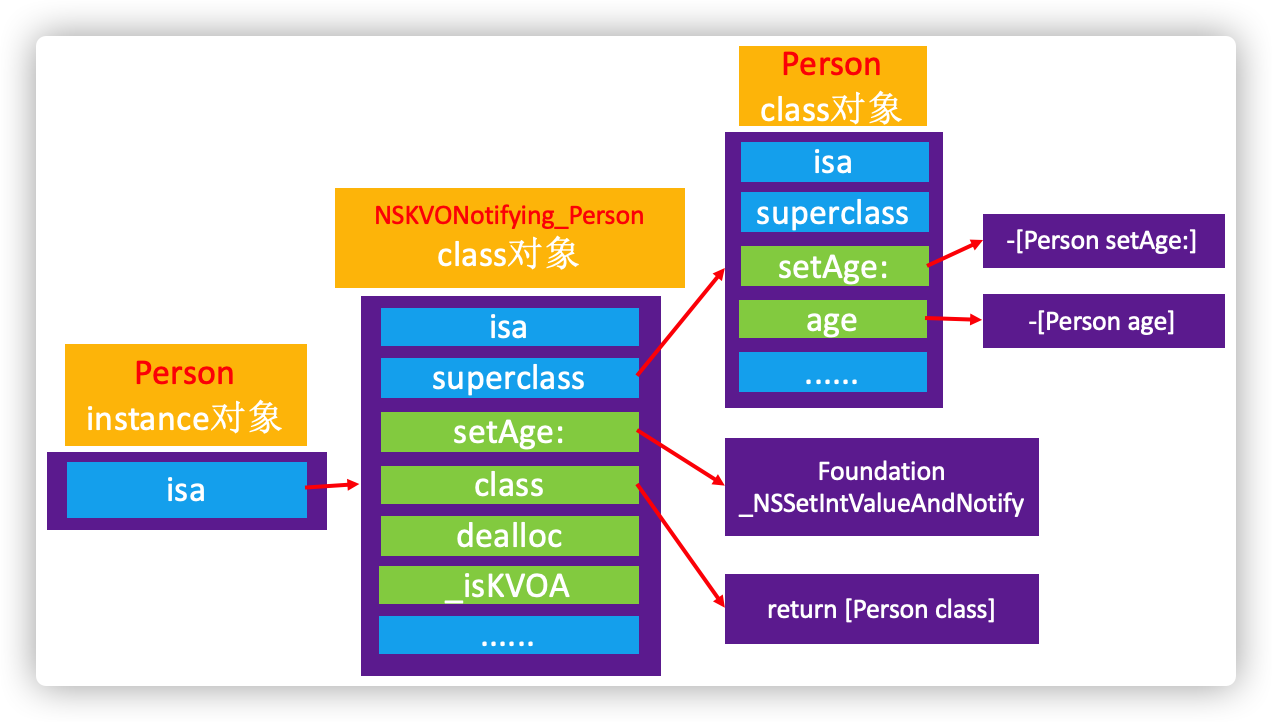 Person
instance对象
isa
NSKVONotifying_Person
class对象
isa
superclass
setAge:
class
dealloc
_isKVOA
......
Person
class对象
isa
superclass
setAge:
age
......
-[Person setAge:]
-[Person age]
Foundation
_NSSetIntValueAndNotify
return [Person class]